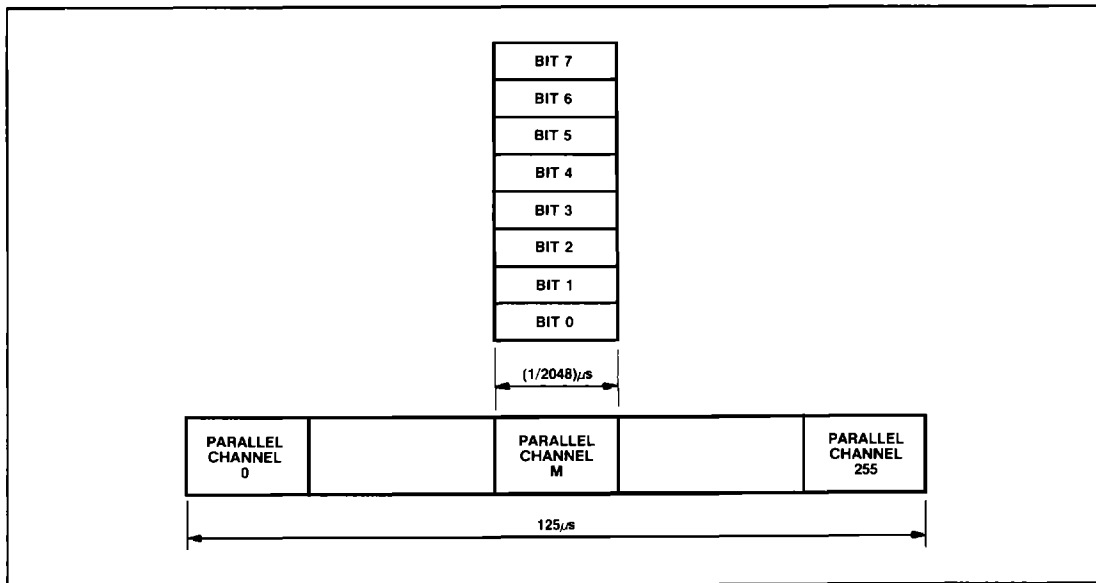 BIT 7
BIT 6
BIT 5
BIT 4
BIT 3
BIT 2
BIT 1
BIT 0
(1/2048)µs
PARALLEL
CHANNEL
0
PARALLEL
CHANNEL
M
PARALLEL
CHANNEL
255
125µs